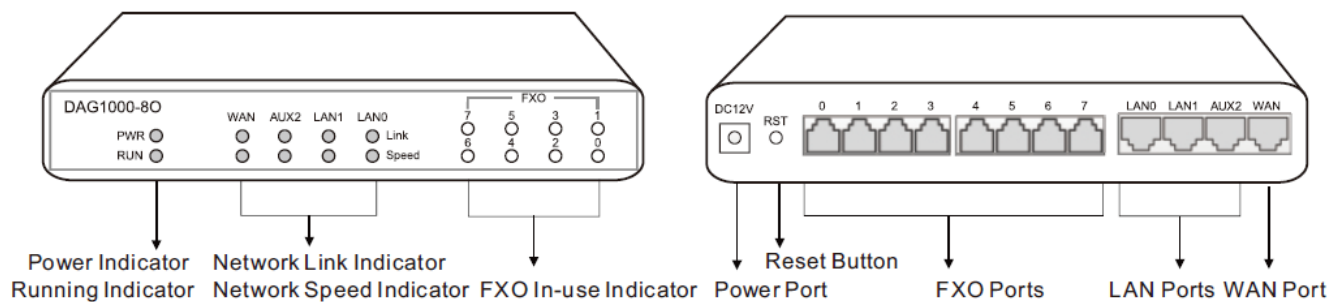 FXO
DAG1000-8O
WAN AUX2 LAN1 LAN0
7 5 3 1
PWR
Link
6 4 2 0
RUN
Speed
Power Indicator
Running Indicator
Network Link Indicator
Network Speed Indicator
FXO In-use Indicator
DC12V
RST
0 1 2 3 4 5 6 7
LAN0 LAN1 AUX2 WAN
Reset Button
Power Port
FXO Ports
LAN Ports
WAN Port